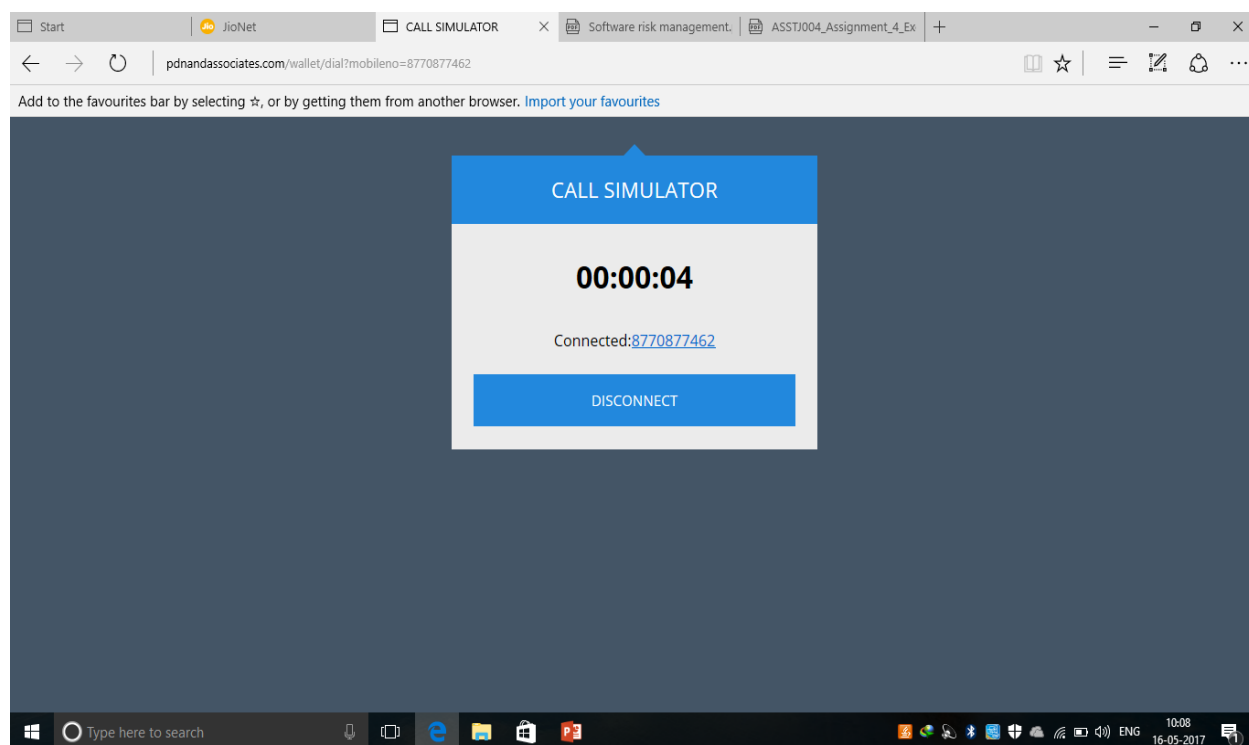 Start
Jio JioNet
CALL SIMULATOR
Software risk management.
ASSTJ004_Assignment_4_Ex
pdnandassociates.com/wallet/dial?mobileno=8770877462
Add to the favourites bar by selecting ☆, or by getting them from another browser. Import your favourites
CALL SIMULATOR
00:00:04
Connected:8770877462
DISCONNECT
Type here to search
ENG
10:08
16-05-2017